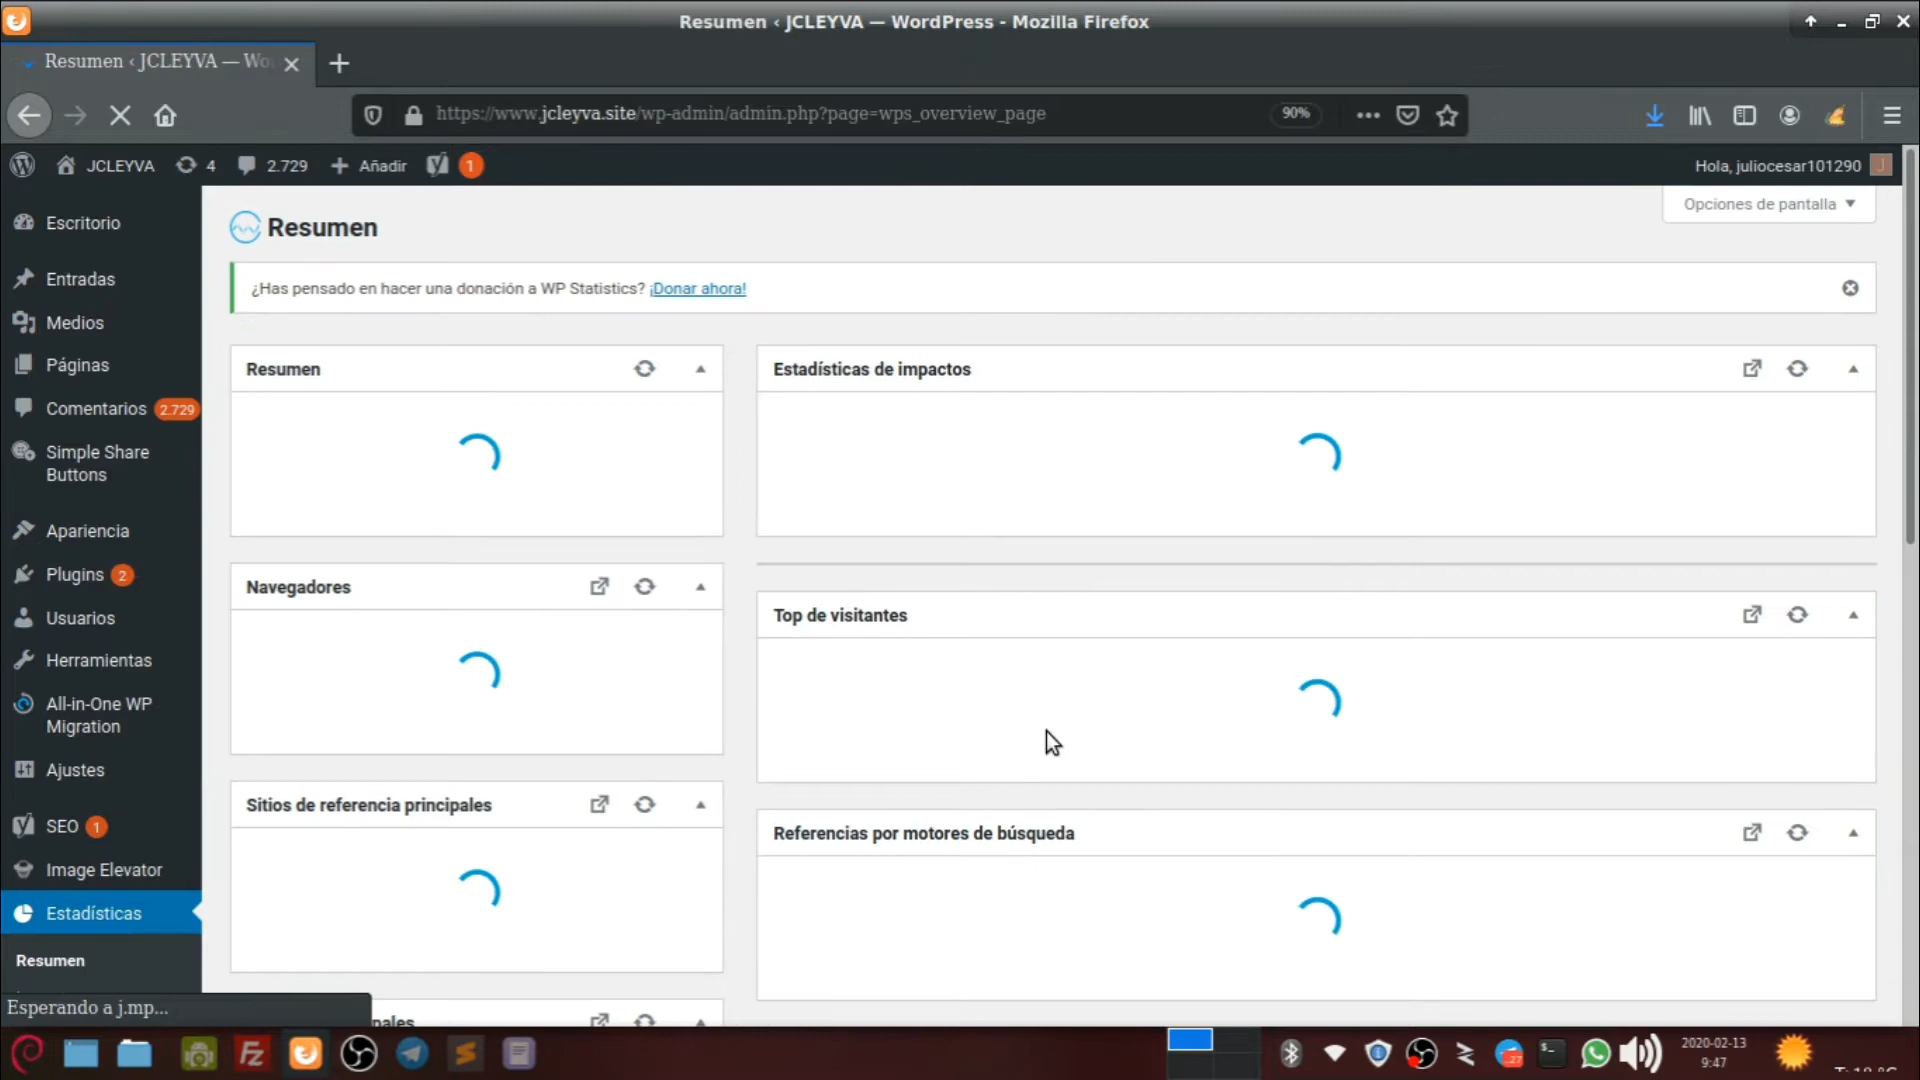 Resumen ‹ JCLEYVA — WordPress - Mozilla Firefox
Resumen ‹ JCLEYVA — Wo
https://www.jcleyva.site/wp-admin/admin.php?page=wps_overview_page
90%
JCLEYVA
4
2.729
Añadir
1
Hola, juliocesar101290
J
Opciones de pantalla
Escritorio
Entradas
Medios
Páginas
Comentarios 2.729
Simple Share
Buttons
Apariencia
Plugins 2
Usuarios
Herramientas
All-in-One WP
Migration
Ajustes
SEO 1
Image Elevator
Estadísticas
Resumen
Esperando a j.mp...
Resumen
¿Has pensado en hacer una donación a WP Statistics? ¡Donar ahora!
Resumen
Estadísticas de impactos
Navegadores
Top de visitantes
Sitios de referencia principales
Referencias por motores de búsqueda
nales
Fz
27
$-
2020-02-13
9:47